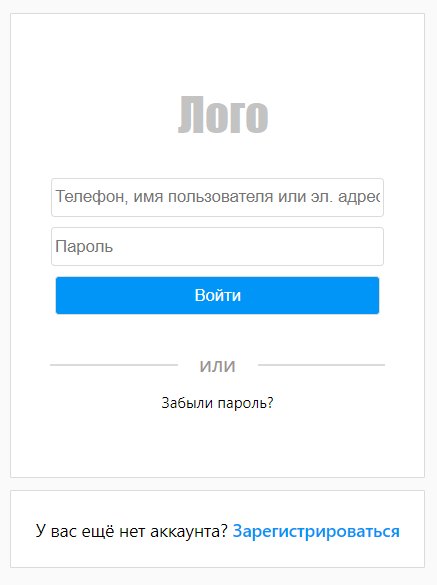 Лого
Телефон, имя пользователя или эл. адрес
Пароль
Войти
или
Забыли пароль?
У вас ещё нет аккаунта? Зарегистрироваться